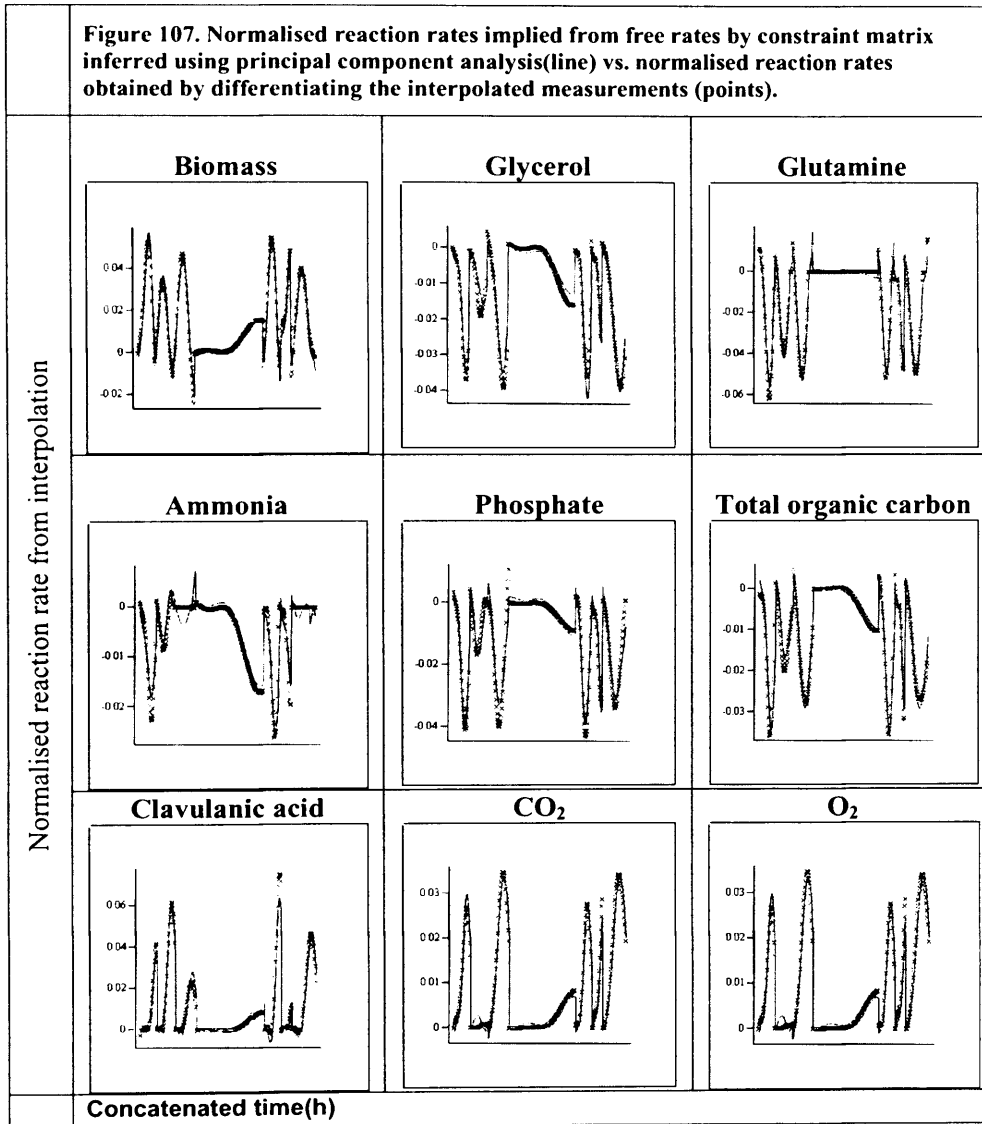 Figure 107. Normalised reaction rates implied from free rates by constraint matrix
inferred using principal component analysis(line) vs. normalised reaction rates
obtained by differentiating the interpolated measurements (points).
Normalised reaction rate from interpolation
Biomass
0.04
0.02
0
-0.02
Glycerol
0
-0.01
-0.02
-0.03
-0.04
Glutamine
0
-0.02
-0.04
-0.06
Ammonia
0
-0.01
-0.02
Phosphate
0
-0.02
-0.04
Total organic carbon
0
-0.01
-0.02
-0.03
Clavulanic acid
0.06
0.04
0.02
0
CO₂
0.03
0.02
0.01
0
O₂
0.03
0.02
0.01
0
Concatenated time(h)